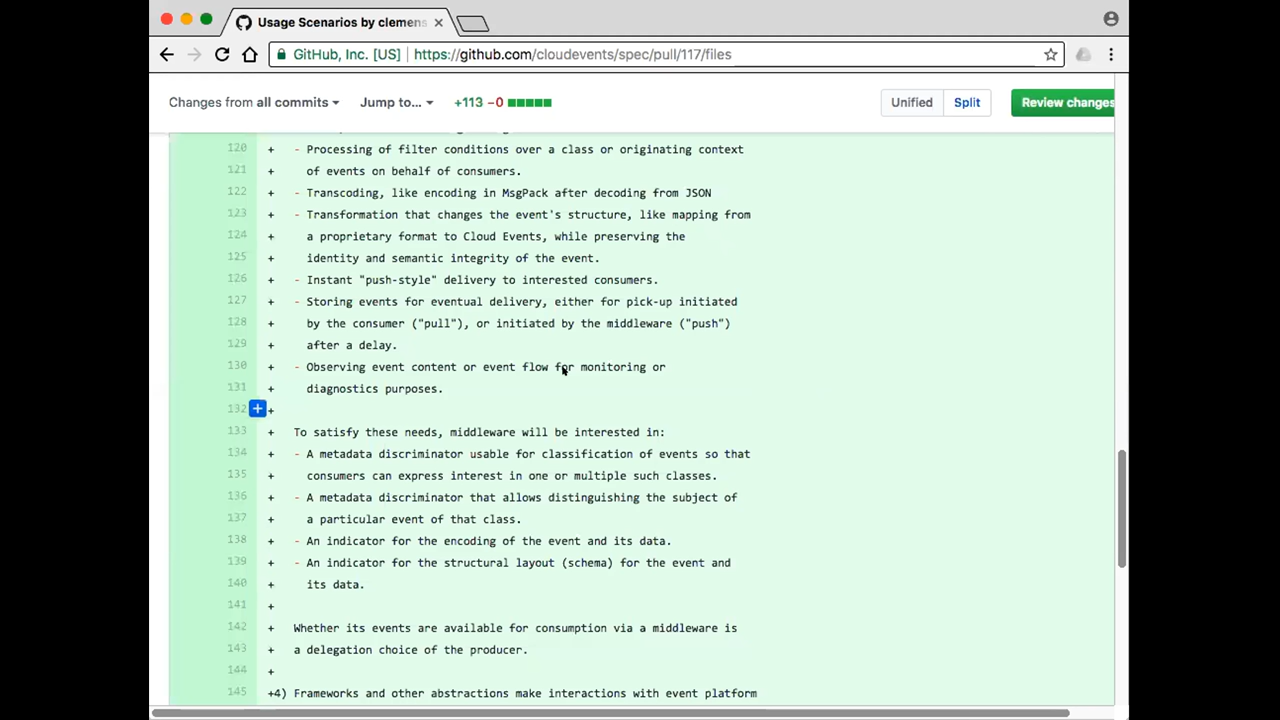 Usage Scenarios by clemens
GitHub, Inc. [US] https://github.com/cloudevents/spec/pull/117/files
Changes from all commits Jump to... +113 −0 Unified Split Review changes
120 + - Processing of filter conditions over a class or originating context
121 + of events on behalf of consumers.
122 + - Transcoding, like encoding in MsgPack after decoding from JSON
123 + - Transformation that changes the event's structure, like mapping from
124 + a proprietary format to Cloud Events, while preserving the
125 + identity and semantic integrity of the event.
126 + - Instant "push-style" delivery to interested consumers.
127 + - Storing events for eventual delivery, either for pick-up initiated
128 + by the consumer ("pull"), or initiated by the middleware ("push")
129 + after a delay.
130 + - Observing event content or event flow for monitoring or
131 + diagnostics purposes.
132 +
133 + To satisfy these needs, middleware will be interested in:
134 + - A metadata discriminator usable for classification of events so that
135 + consumers can express interest in one or multiple such classes.
136 + - A metadata discriminator that allows distinguishing the subject of
137 + a particular event of that class.
138 + - An indicator for the encoding of the event and its data.
139 + - An indicator for the structural layout (schema) for the event and
140 + its data.
141 +
142 + Whether its events are available for consumption via a middleware is
143 + a delegation choice of the producer.
144 +
145 +4) Frameworks and other abstractions make interactions with event platform